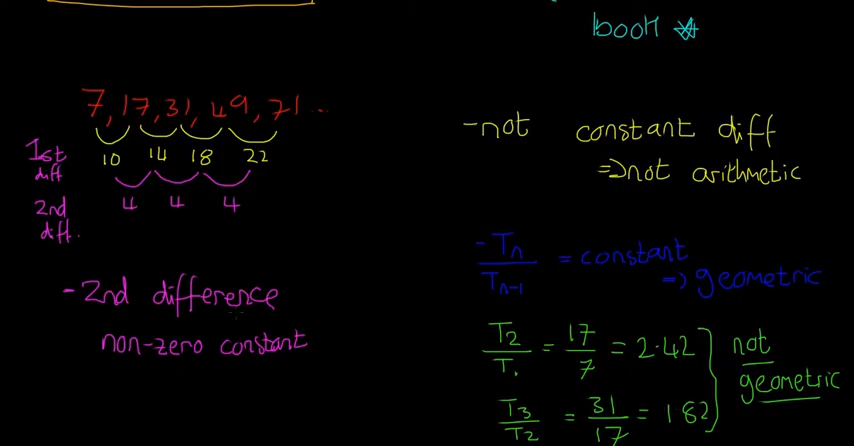 book
7, 17, 31, 49, 71 ...
1st diff
10 14 18 22
2nd diff.
4 4 4
- 2nd difference
non-zero constant
-not constant diff
=> not arithmetic
- Tn/Tn-1 = constant
=> geometric
T2/T1 = 17/7 = 2.42
T3/T2 = 31/17 = 1.82
not
geometric